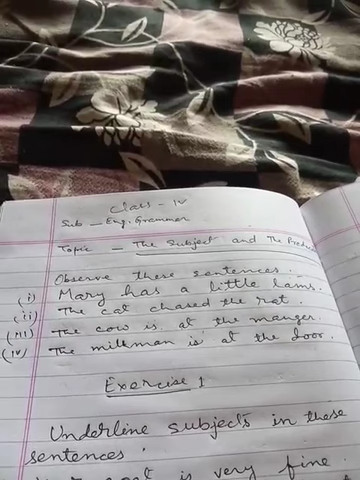 Class - IV
Sub - Eng. Grammar
Topic - The Subject and The Predic
Observe these sentences.
(i) Mary has a little lamb.
(ii) The cat chased the rat.
(iii) The cow is at the manger.
(iv) The milkman is at the door.
Exercise 1
Underline subjects in these
sentences.
is very fine.